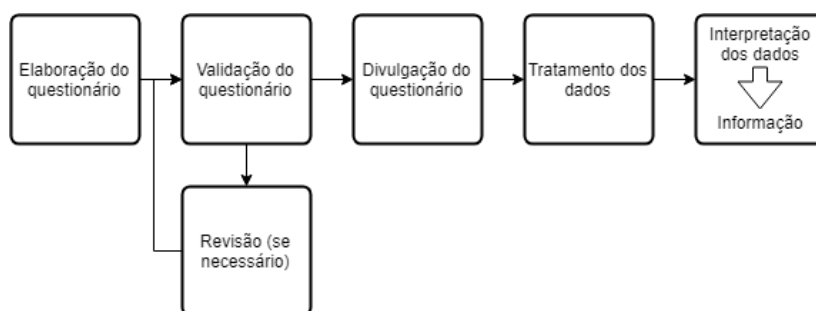 Elaboração do
questionário
Validação do
questionário
Divulgação do
questionário
Tratamento dos
dados
Interpretação
dos dados
Informação
Revisão (se
necessário)